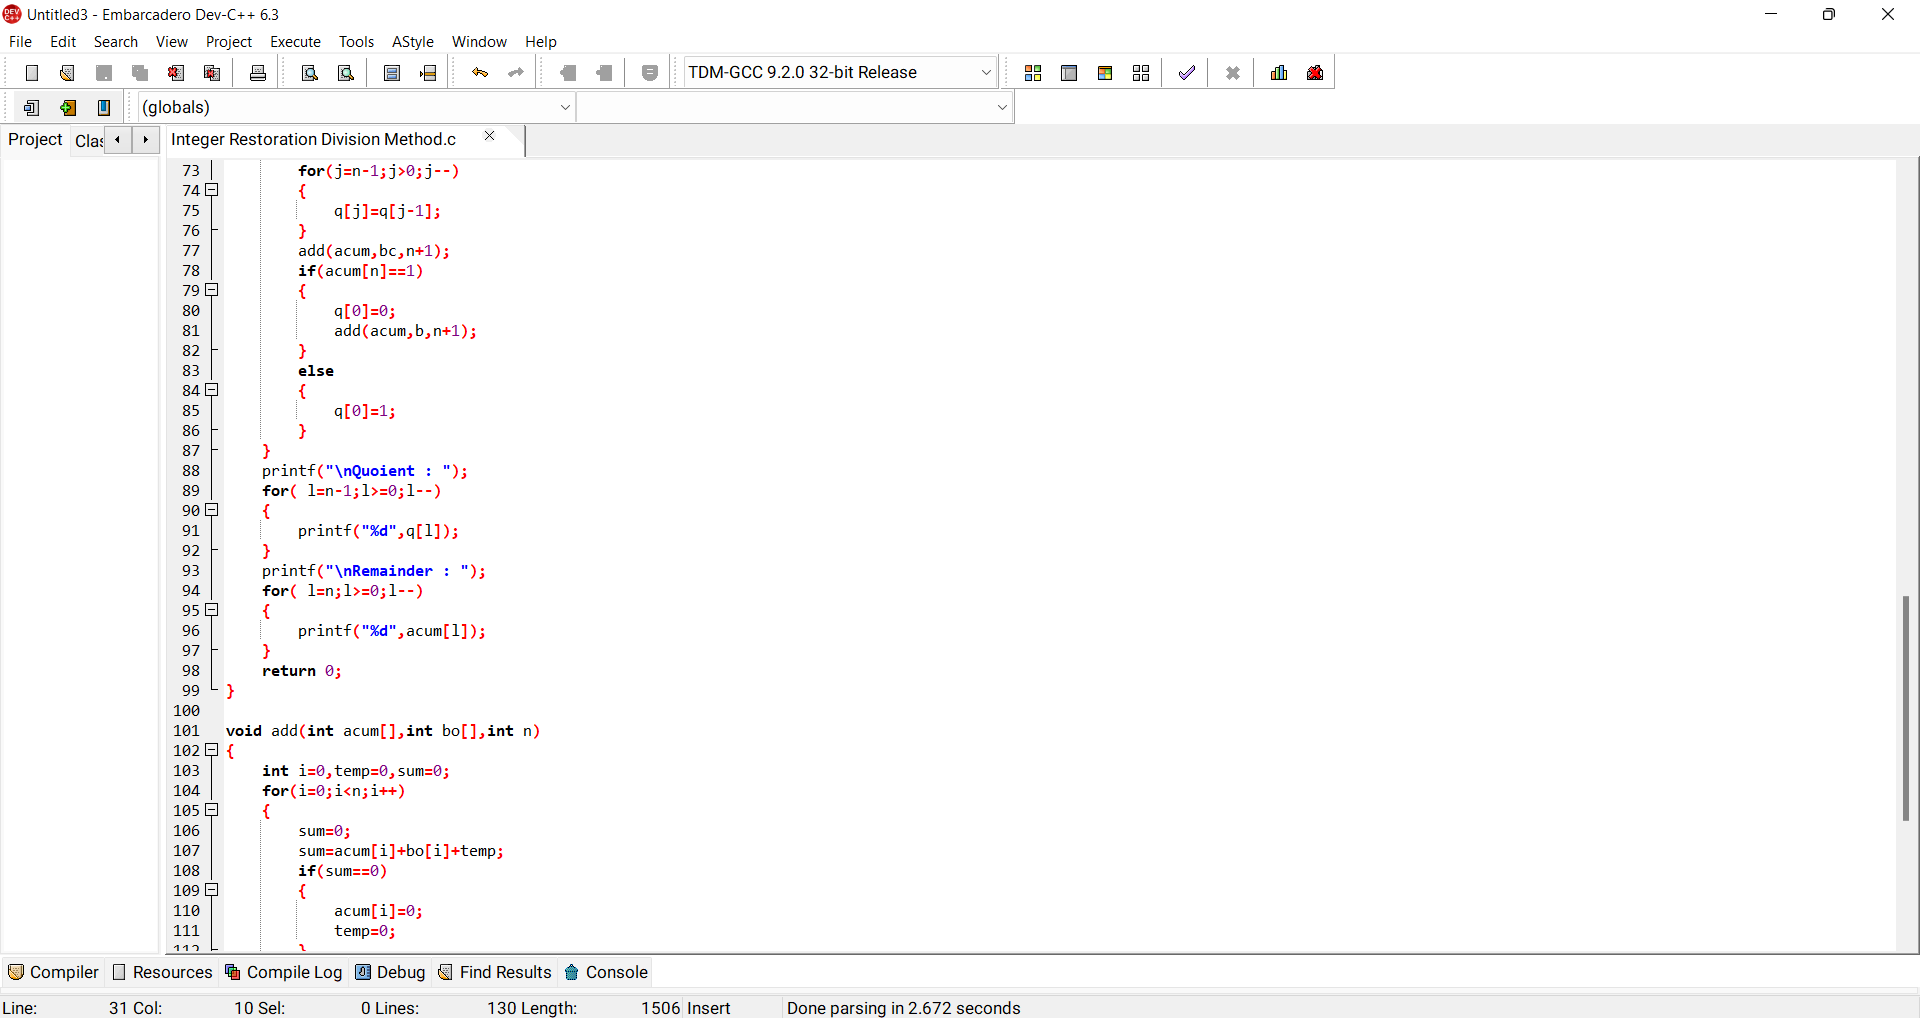 Untitled3 - Embarcadero Dev-C++ 6.3
File Edit Search View Project Execute Tools AStyle Window Help
TDM-GCC 9.2.0 32-bit Release
(globals)
Project Clas Integer Restoration Division Method.c
73 for(j=n-1;j>0;j--)
74 {
75 q[j]=q[j-1];
76 }
77 add(acum,bc,n+1);
78 if(acum[n]==1)
79 {
80 q[0]=0;
81 add(acum,b,n+1);
82 }
83 else
84 {
85 q[0]=1;
86 }
87 }
88 printf("\nQuoient : ");
89 for( l=n-1;l>=0;l--)
90 {
91 printf("%d",q[l]);
92 }
93 printf("\nRemainder : ");
94 for( l=n;l>=0;l--)
95 {
96 printf("%d",acum[l]);
97 }
98 return 0;
99 }
100
101 void add(int acum[],int bo[],int n)
102 {
103 int i=0,temp=0,sum=0;
104 for(i=0;i<n;i++)
105 {
106 sum=0;
107 sum=acum[i]+bo[i]+temp;
108 if(sum==0)
109 {
110 acum[i]=0;
111 temp=0;
112 }
Compiler Resources Compile Log Debug Find Results Console
Line: 31 Col: 10 Sel: 0 Lines: 130 Length: 1506 Insert Done parsing in 2.672 seconds